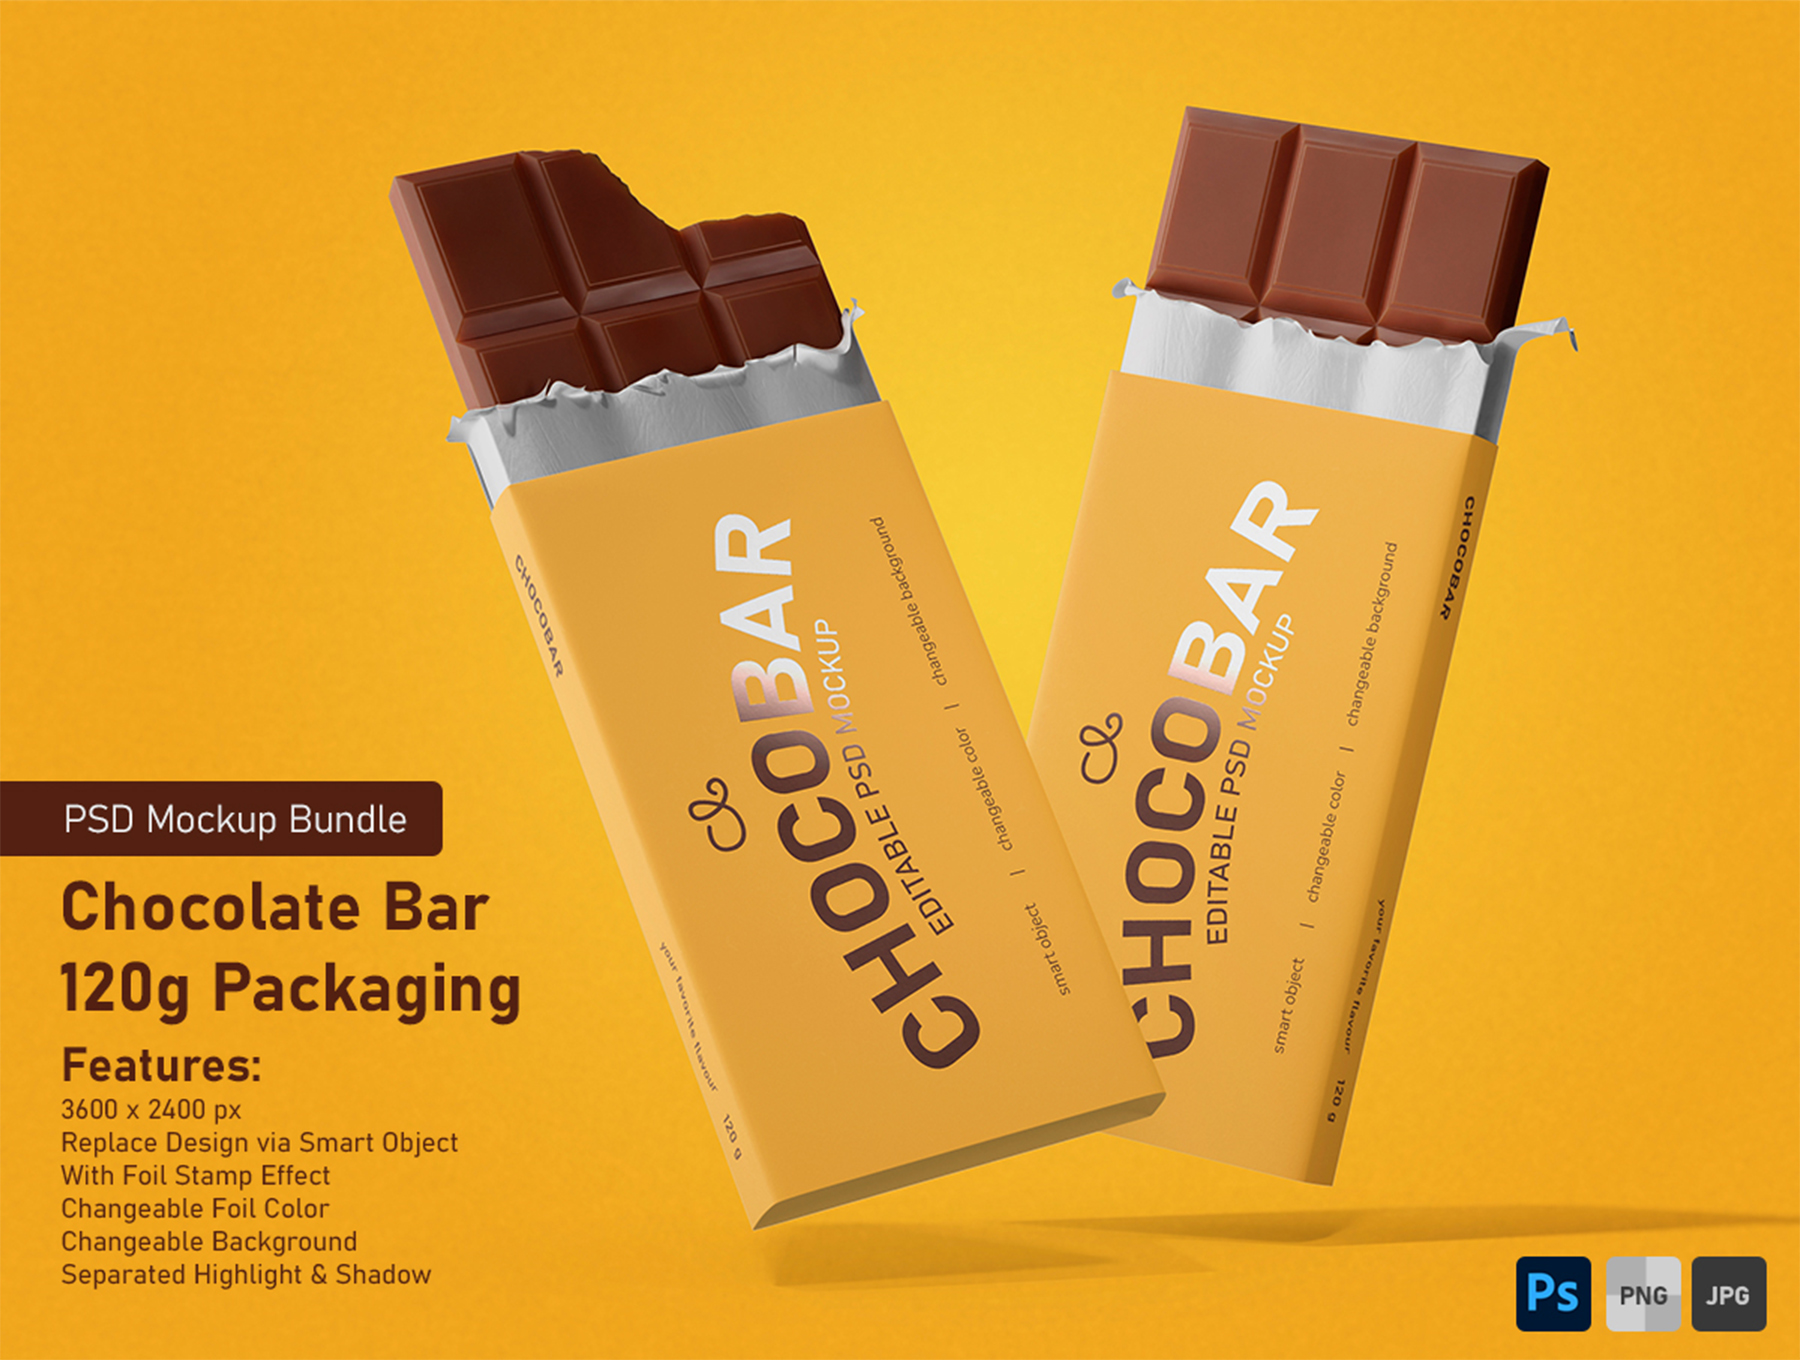 PSD Mockup Bundle
Chocolate Bar
120g Packaging
Features:
3600 x 2400 px
Replace Design via Smart Object
With Foil Stamp Effect
Changeable Foil Color
Changeable Background
Separated Highlight & Shadow
CHOCOBAR
your favorite flavour 120 g
CHOCOBAR
EDITABLE PSD MOCKUP
smart object | changeable color | changeable background
CHOCOBAR
EDITABLE PSD MOCKUP
smart object | changeable color | changeable background
CHOCOBAR
your favorite flavour 120 g
Ps
PNG
JPG